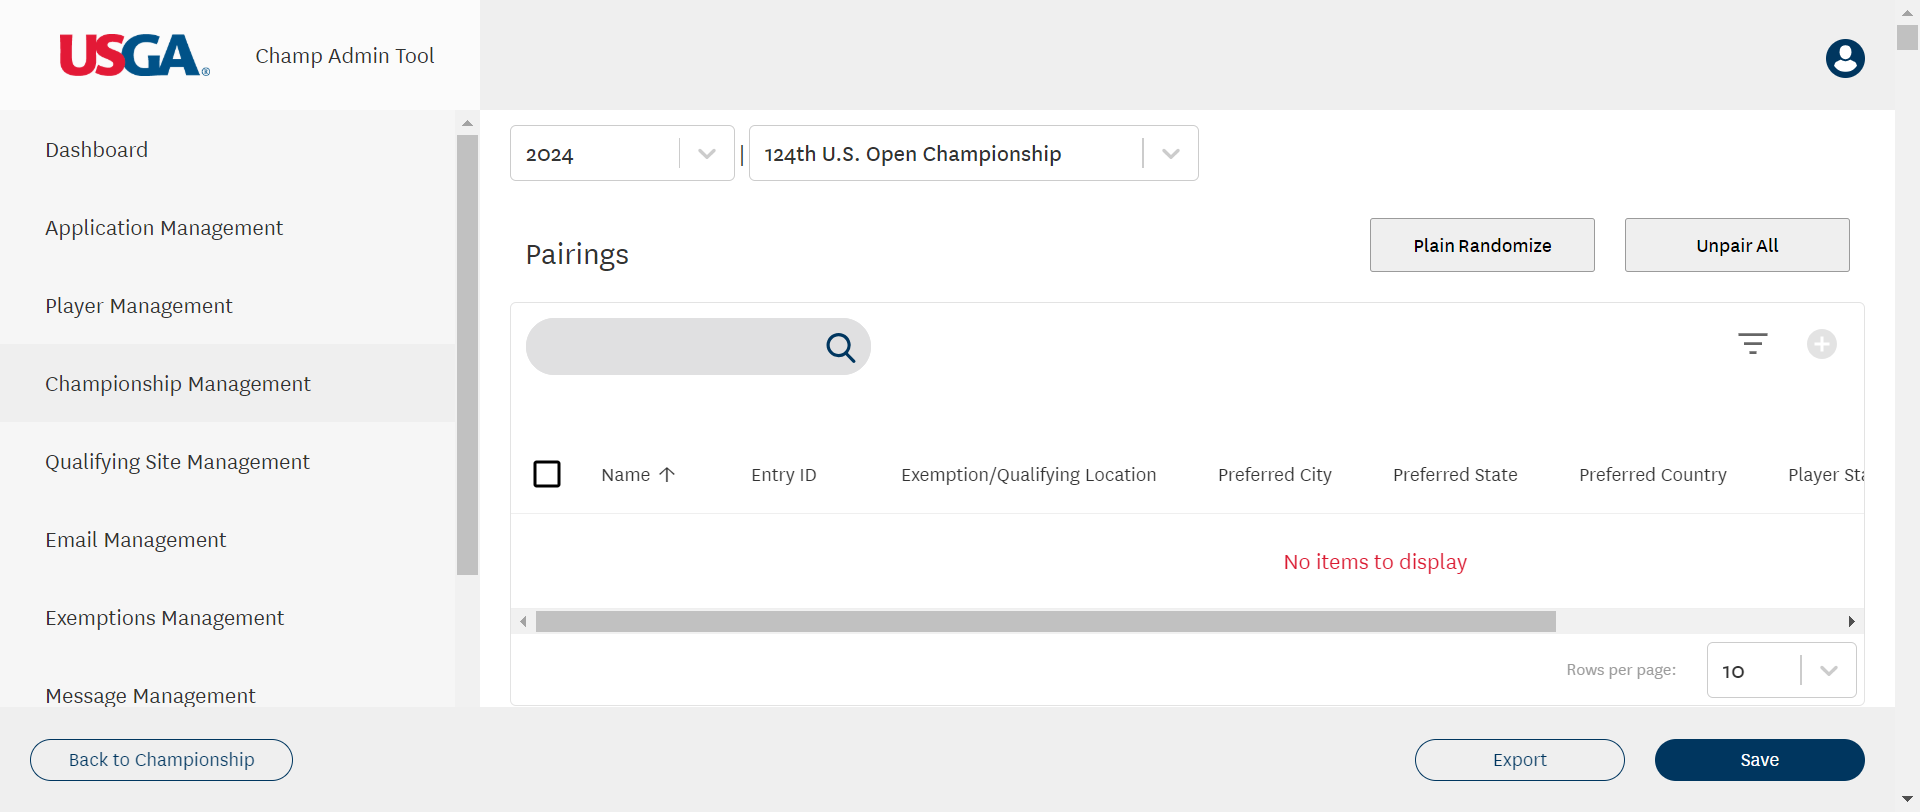 USGA®
Champ Admin Tool
Dashboard
Application Management
Player Management
Championship Management
Qualifying Site Management
Email Management
Exemptions Management
Message Management
2024
|
124th U.S. Open Championship
Pairings
Plain Randomize
Unpair All
Name Entry ID Exemption/Qualifying Location Preferred City Preferred State Preferred Country Player Sta
No items to display
Rows per page: 10
Back to Championship
Export
Save